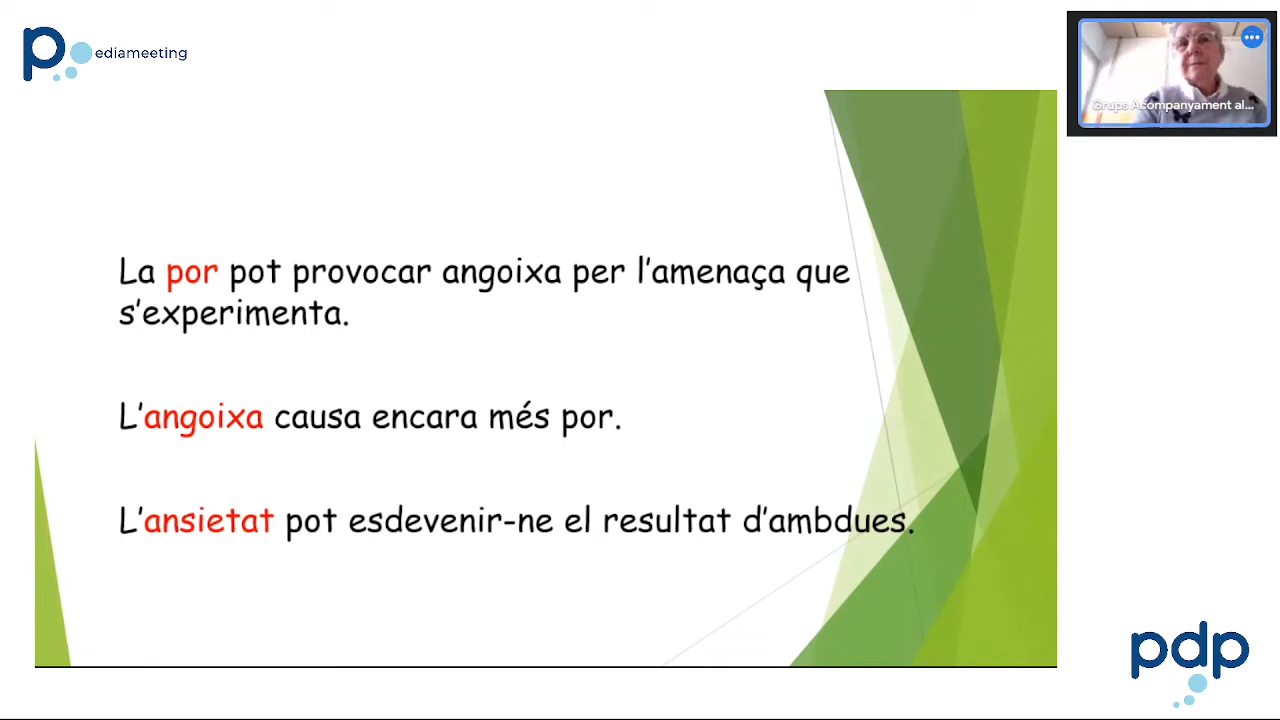 p ediameeting
Grups Acompanyament al...
La por pot provocar angoixa per l'amenaça que
s'experimenta.
L'angoixa causa encara més por.
L'ansietat pot esdevenir-ne el resultat d'ambdues.
pdp